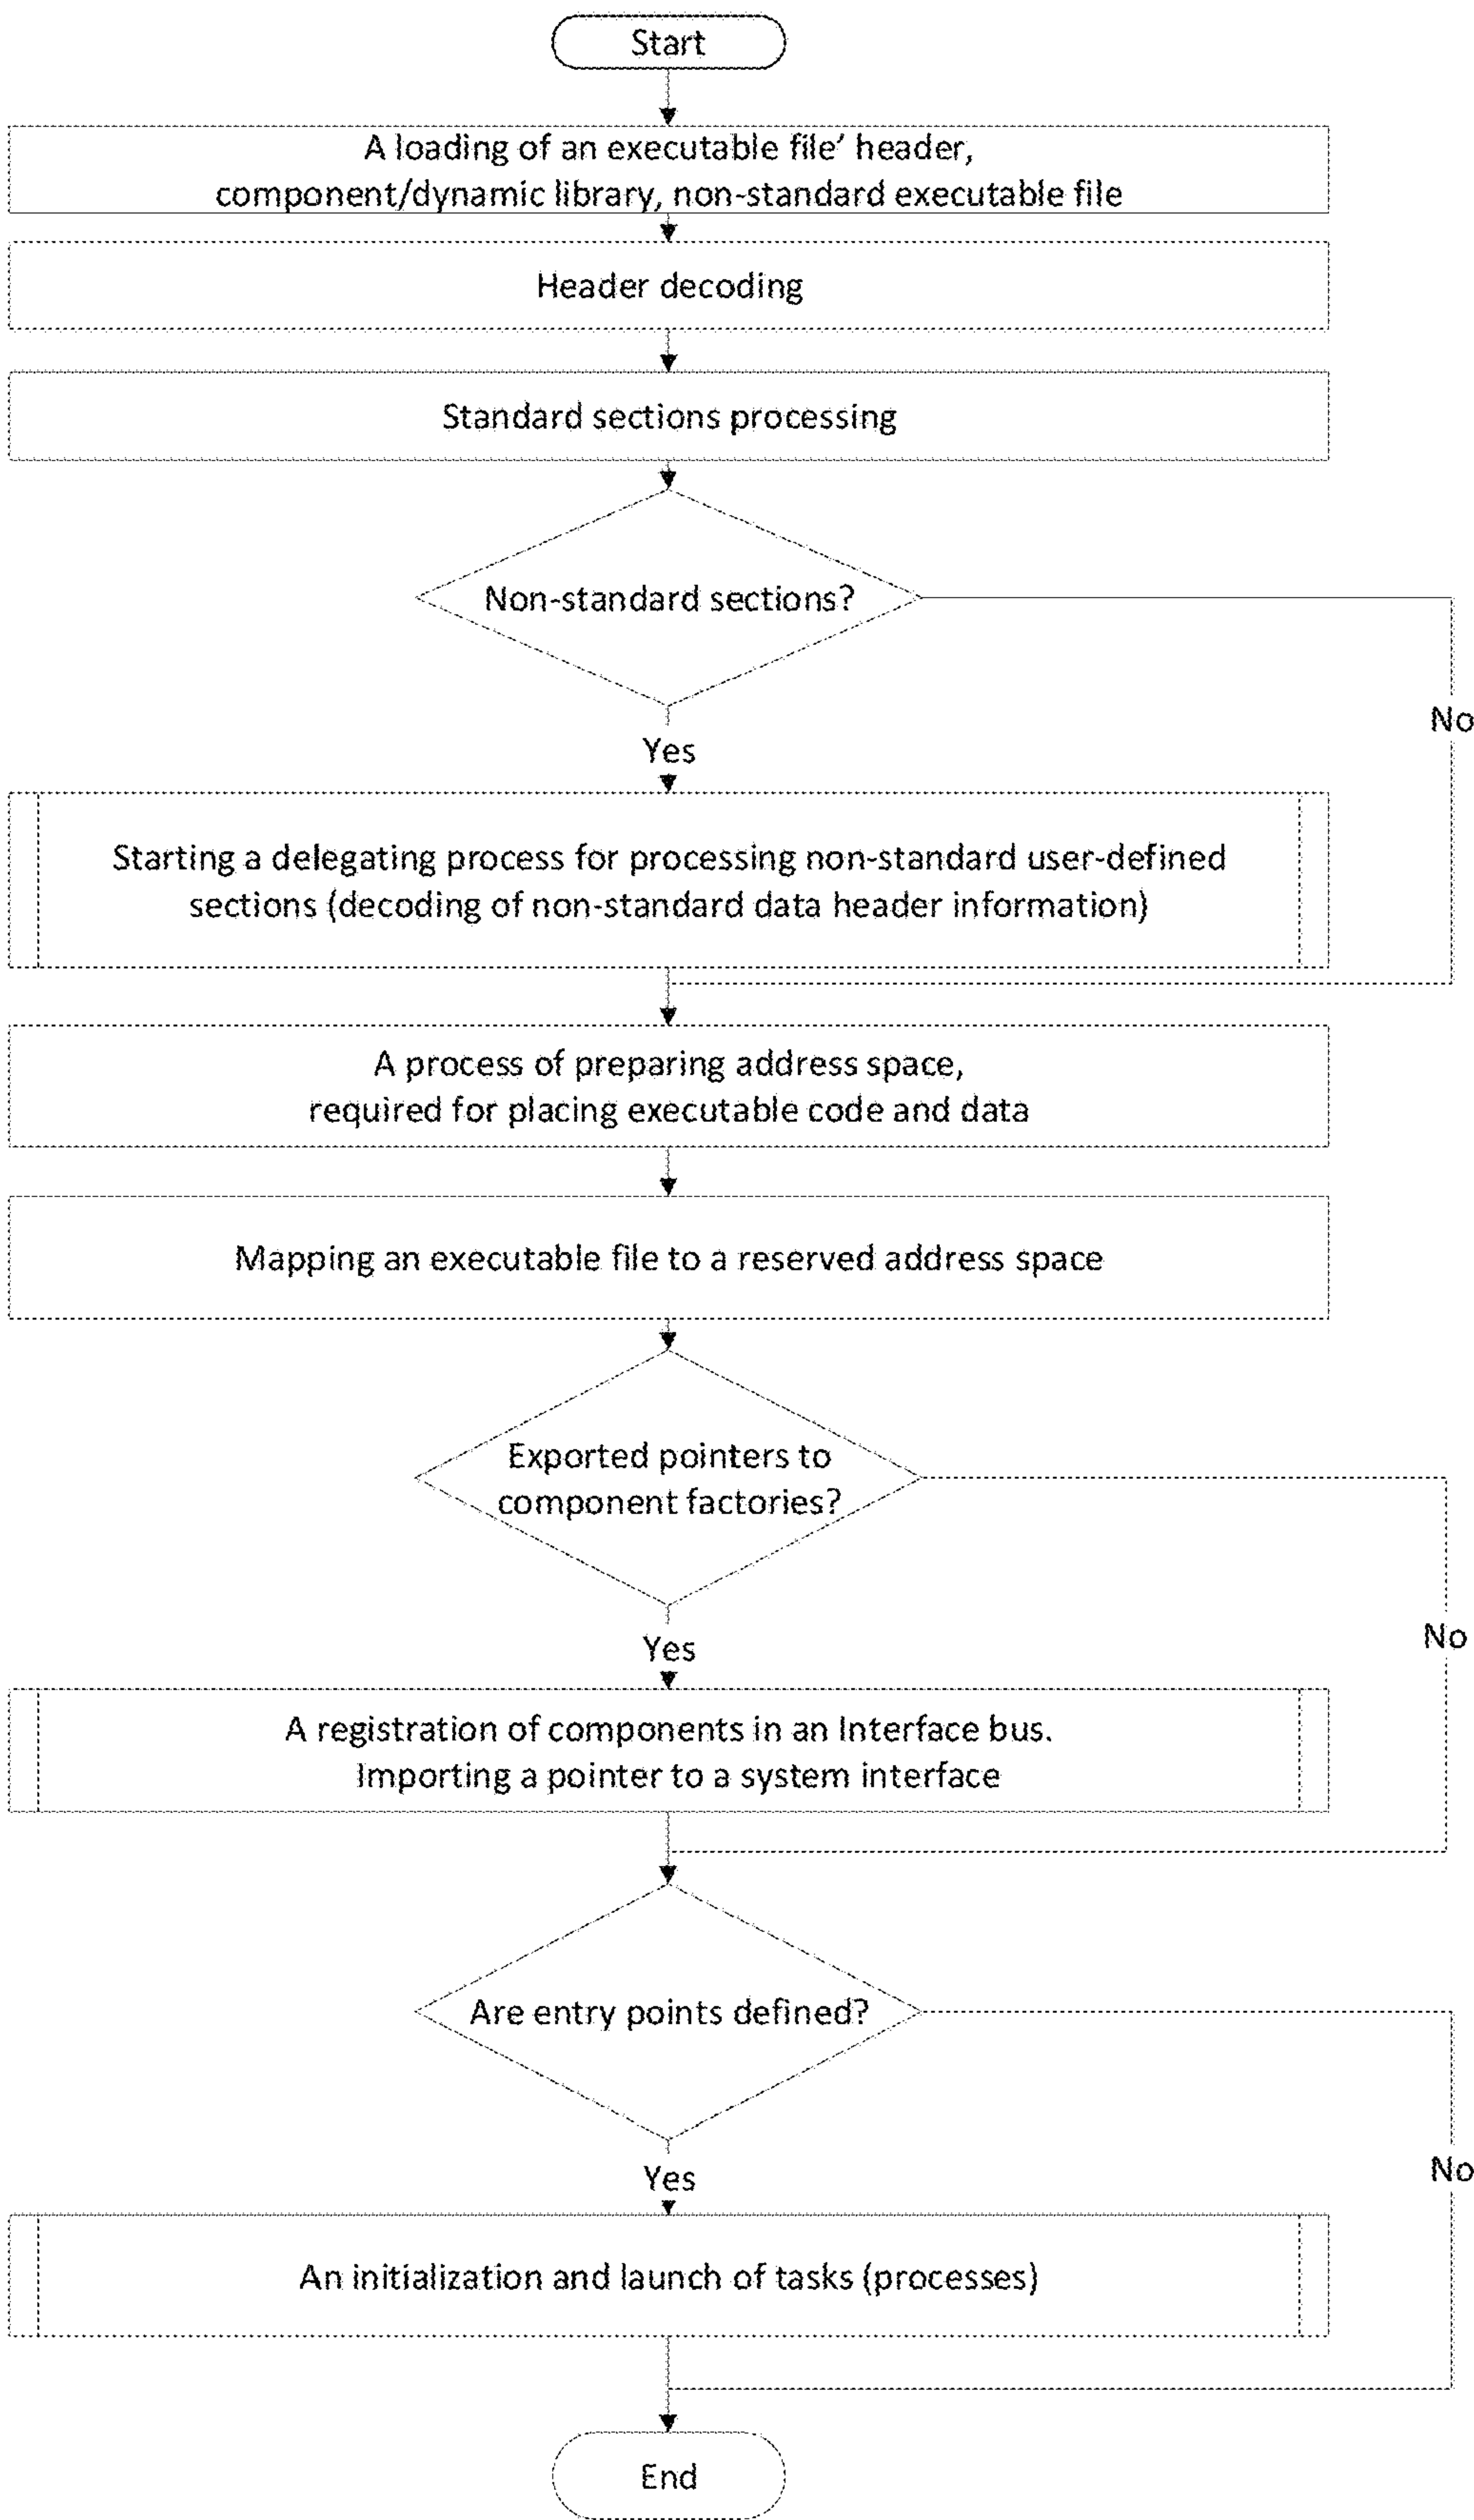 Start
A loading of an executable file’ header,
component/dynamic library, non-standard executable file
Header decoding
Standard sections processing
Non-standard sections?
No
Yes
Starting a delegating process for processing non-standard user-defined
sections (decoding of non-standard data header information)
A process of preparing address space,
required for placing executable code and data
Mapping an executable file to a reserved address space
Exported pointers to
component factories?
No
Yes
A registration of components in an Interface bus.
Importing a pointer to a system interface
Are entry points defined?
No
Yes
An initialization and launch of tasks (processes)
End